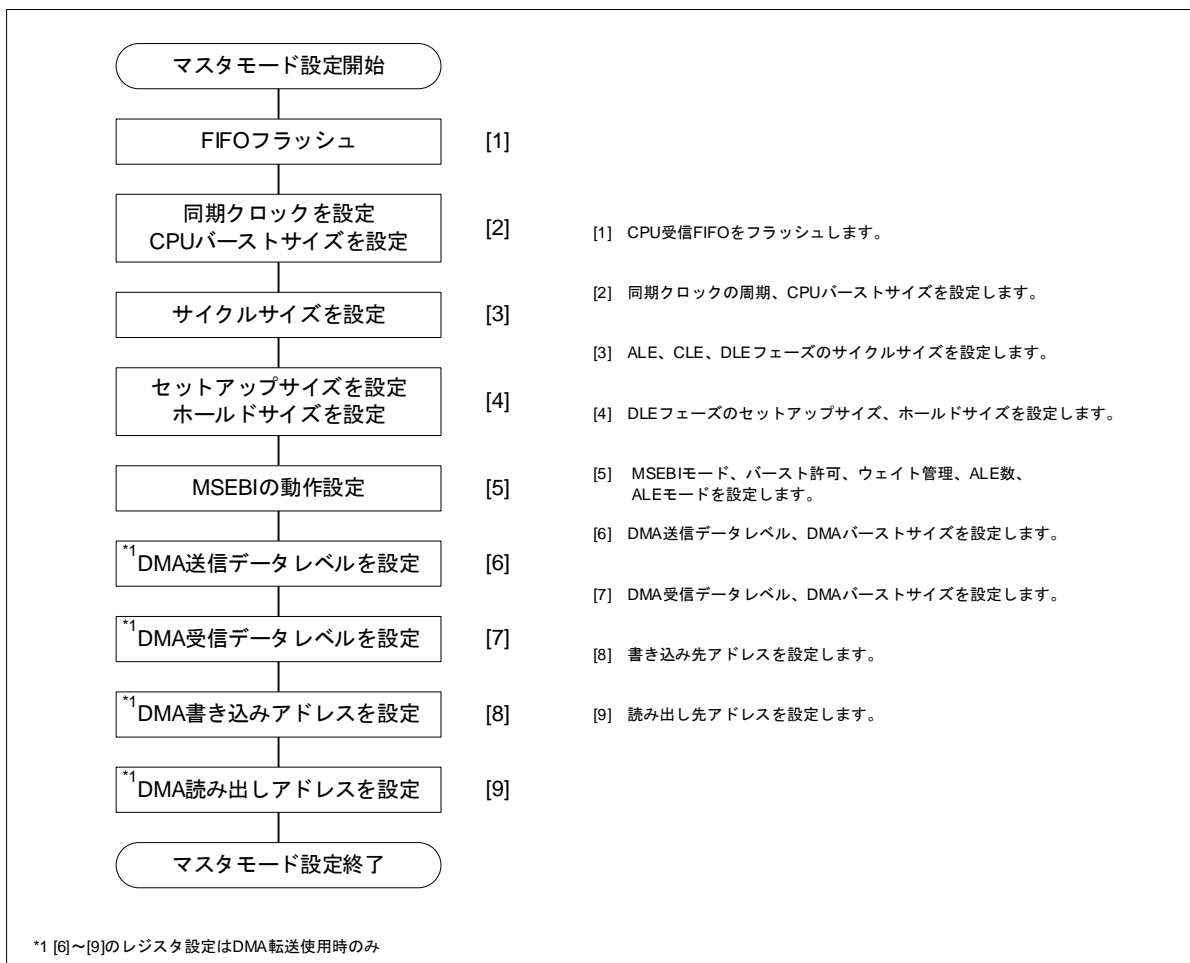 マスタモード設定開始
FIFOフラッシュ
[1]
同期クロックを設定
CPUバーストサイズを設定
[2]
サイクルサイズを設定
[3]
セットアップサイズを設定
ホールドサイズを設定
[4]
MSEBIの動作設定
[5]
*1DMA送信データレベルを設定
[6]
*1DMA受信データレベルを設定
[7]
*1DMA書き込みアドレスを設定
[8]
*1DMA読み出しアドレスを設定
[9]
マスタモード設定終了
[1] CPU受信FIFOをフラッシュします。
[2] 同期クロックの周期、CPUバーストサイズを設定します。
[3] ALE、CLE、DLEフェーズのサイクルサイズを設定します。
[4] DLEフェーズのセットアップサイズ、ホールドサイズを設定します。
[5] MSEBIモード、バースト許可、ウェイト管理、ALE数、
ALEモードを設定します。
[6] DMA送信データレベル、DMAバーストサイズを設定します。
[7] DMA受信データレベル、DMAバーストサイズを設定します。
[8] 書き込み先アドレスを設定します。
[9] 読み出し先アドレスを設定します。
*1 [6]～[9]のレジスタ設定はDMA転送使用時のみ